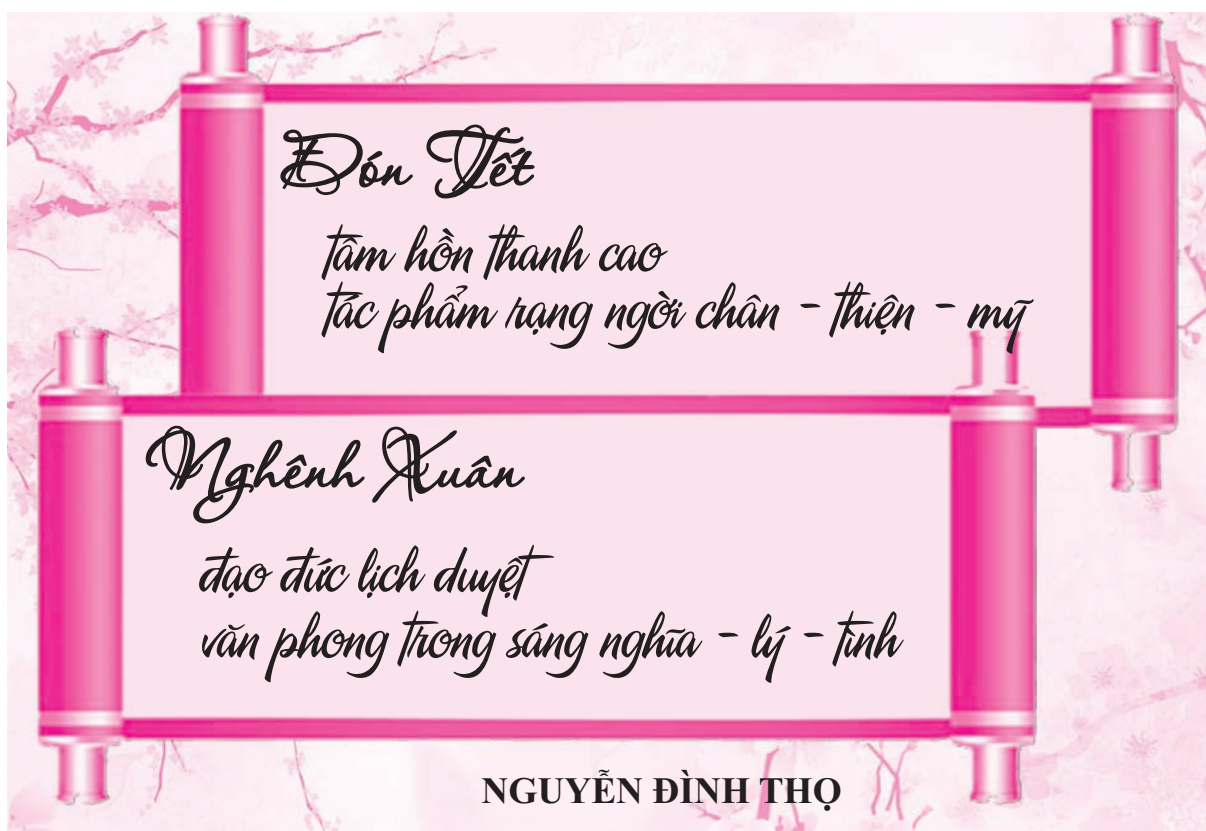 Đón Tết
tâm hồn thanh cao
tác phẩm rạng ngời chân - thiện - mỹ
Nghênh Xuân
đạo đức lịch duyệt
văn phong trong sáng nghĩa - lý - tình
NGUYỄN ĐÌNH THỌ